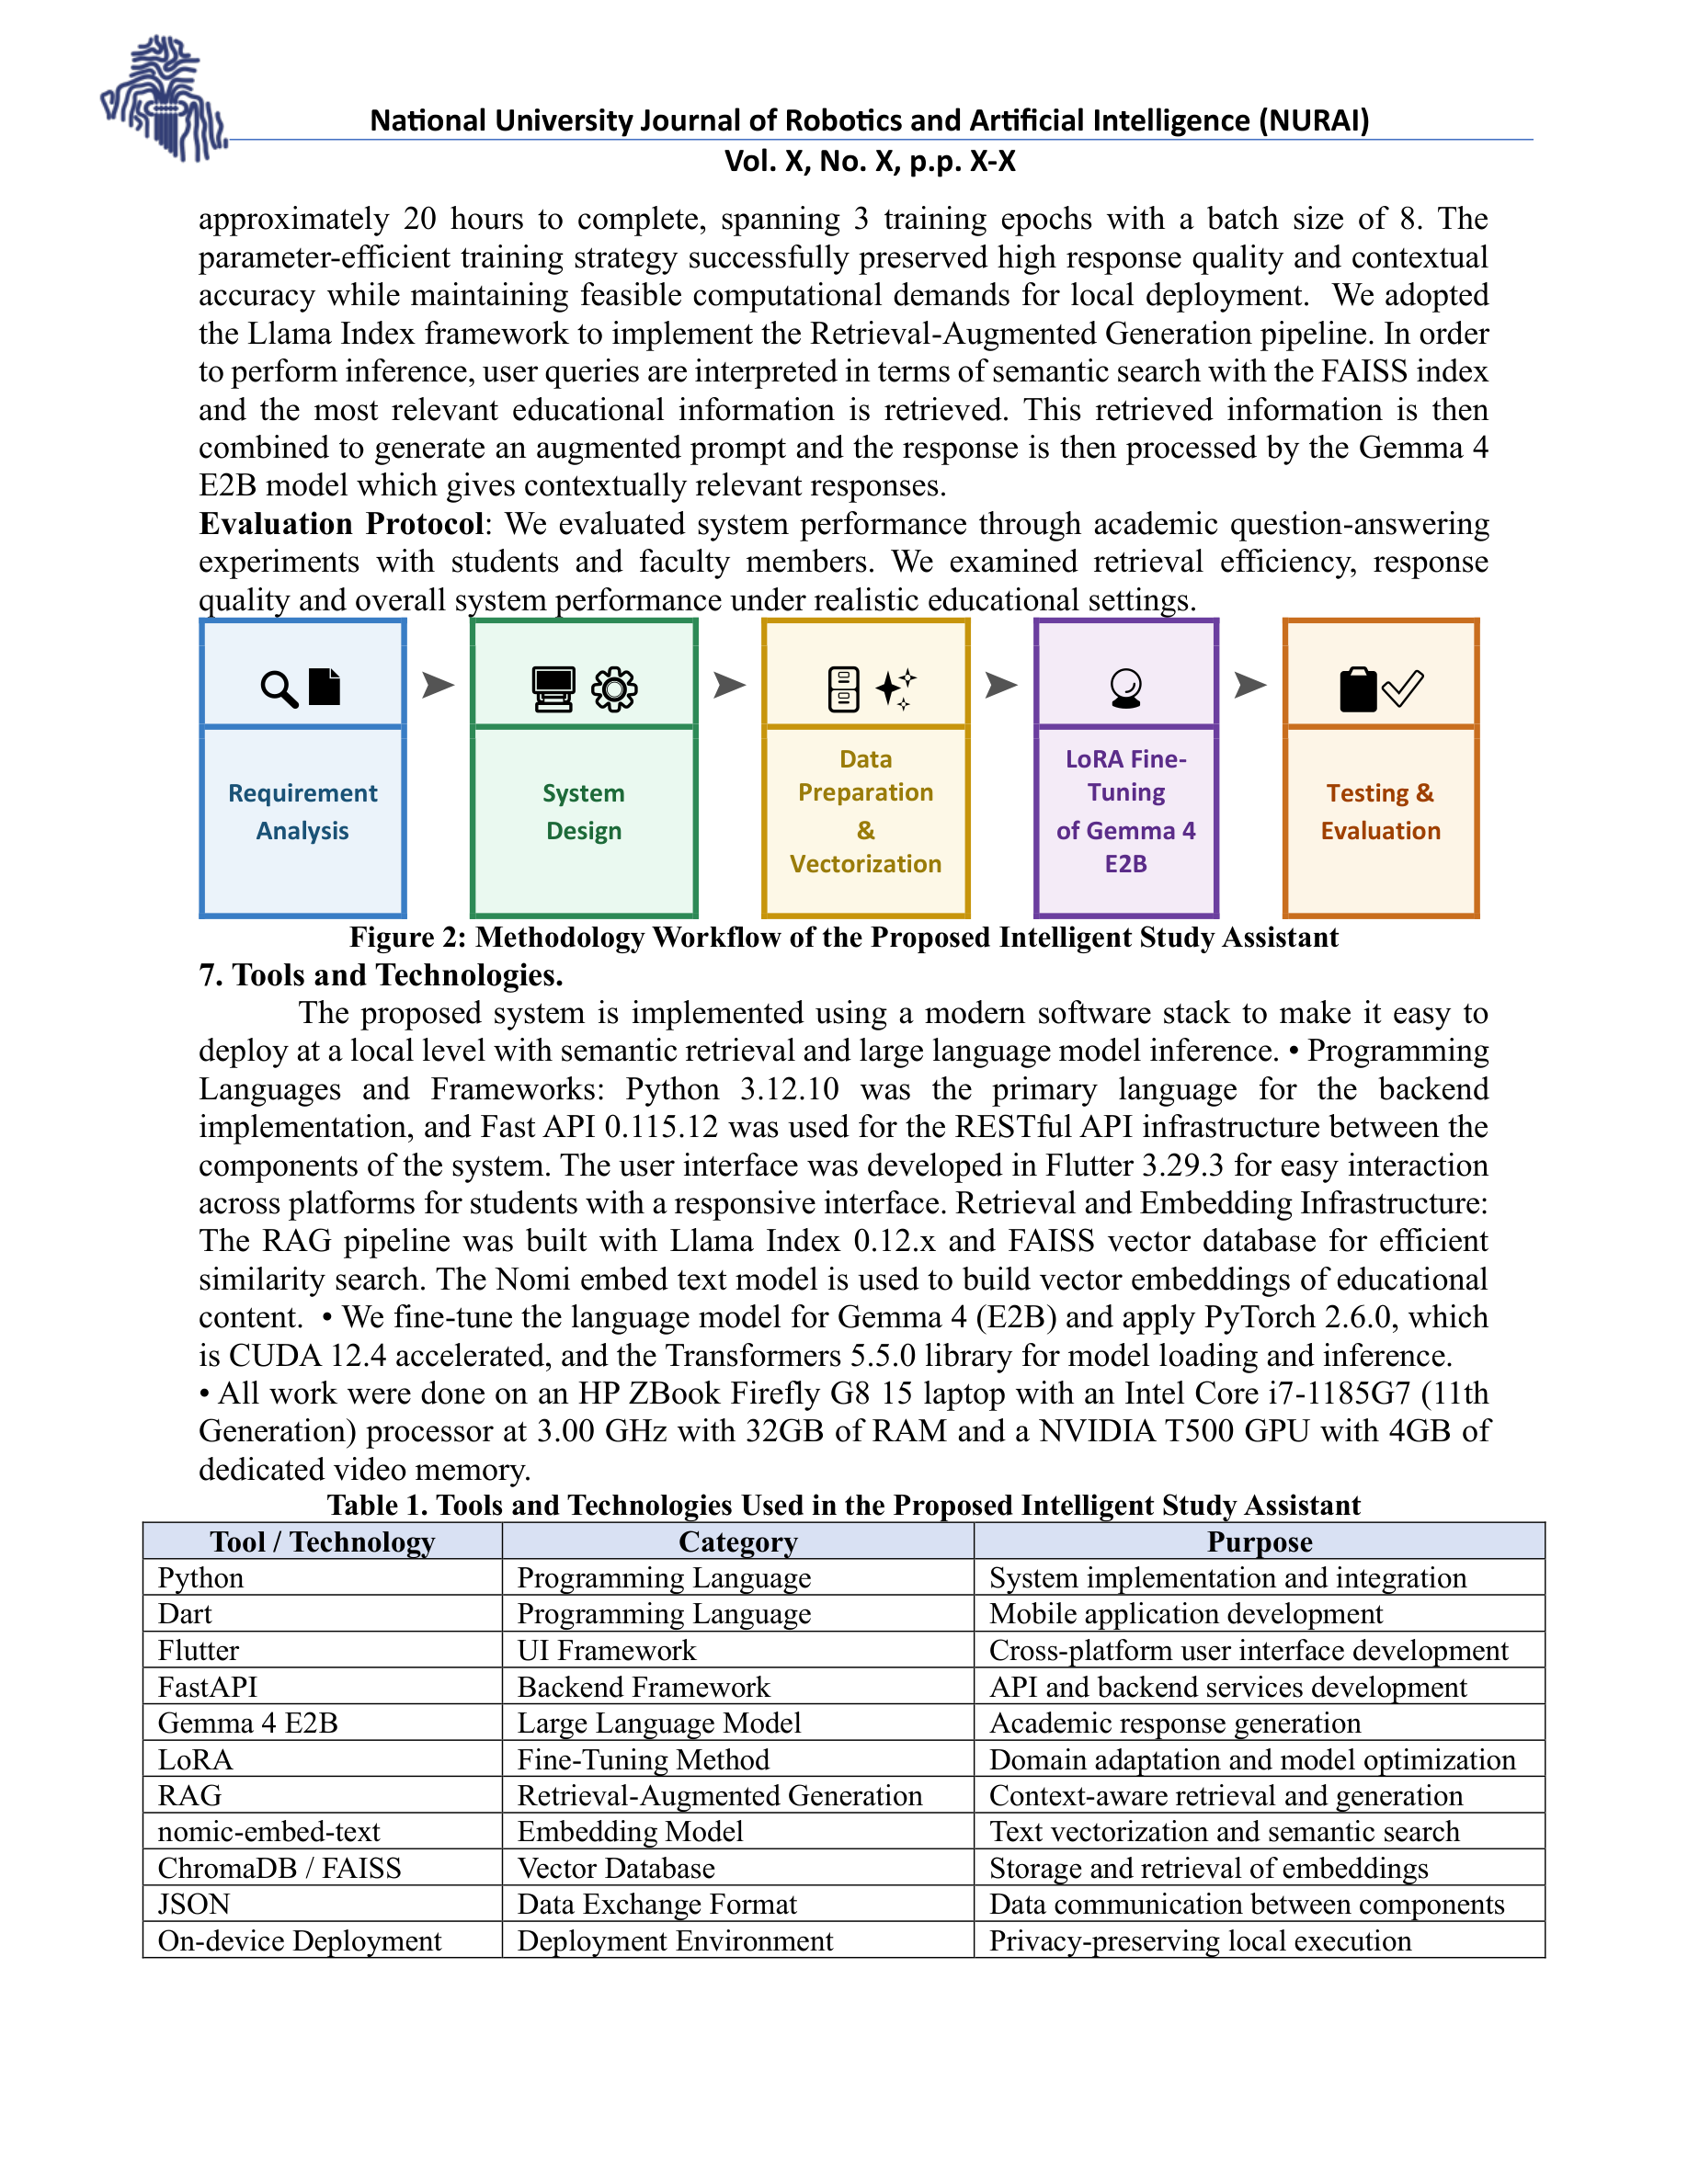 National University Journal of Robotics and Artificial Intelligence (NURAI)
Vol. X, No. X, p.p. X-X
approximately 20 hours to complete, spanning 3 training epochs with a batch size of 8. The
parameter-efficient training strategy successfully preserved high response quality and contextual
accuracy while maintaining feasible computational demands for local deployment.  We adopted
the Llama Index framework to implement the Retrieval-Augmented Generation pipeline. In order
to perform inference, user queries are interpreted in terms of semantic search with the FAISS index
and the most relevant educational information is retrieved. This retrieved information is then
combined to generate an augmented prompt and the response is then processed by the Gemma 4
E2B model which gives contextually relevant responses.
Evaluation Protocol: We evaluated system performance through academic question-answering
experiments with students and faculty members. We examined retrieval efficiency, response
quality and overall system performance under realistic educational settings.
Requirement
Analysis
System
Design
Data
Preparation
&
Vectorization
LoRA Fine-
Tuning
of Gemma 4
E2B
Testing &
Evaluation
Figure 2: Methodology Workflow of the Proposed Intelligent Study Assistant
7. Tools and Technologies.
The proposed system is implemented using a modern software stack to make it easy to
deploy at a local level with semantic retrieval and large language model inference. • Programming
Languages and Frameworks: Python 3.12.10 was the primary language for the backend
implementation, and Fast API 0.115.12 was used for the RESTful API infrastructure between the
components of the system. The user interface was developed in Flutter 3.29.3 for easy interaction
across platforms for students with a responsive interface. Retrieval and Embedding Infrastructure:
The RAG pipeline was built with Llama Index 0.12.x and FAISS vector database for efficient
similarity search. The Nomi embed text model is used to build vector embeddings of educational
content.  • We fine-tune the language model for Gemma 4 (E2B) and apply PyTorch 2.6.0, which
is CUDA 12.4 accelerated, and the Transformers 5.5.0 library for model loading and inference.
• All work were done on an HP ZBook Firefly G8 15 laptop with an Intel Core i7-1185G7 (11th
Generation) processor at 3.00 GHz with 32GB of RAM and a NVIDIA T500 GPU with 4GB of
dedicated video memory.
Table 1. Tools and Technologies Used in the Proposed Intelligent Study Assistant
Tool / Technology Category Purpose
Python Programming Language System implementation and integration
Dart Programming Language Mobile application development
Flutter UI Framework Cross-platform user interface development
FastAPI Backend Framework API and backend services development
Gemma 4 E2B Large Language Model Academic response generation
LoRA Fine-Tuning Method Domain adaptation and model optimization
RAG Retrieval-Augmented Generation Context-aware retrieval and generation
nomic-embed-text Embedding Model Text vectorization and semantic search
ChromaDB / FAISS Vector Database Storage and retrieval of embeddings
JSON Data Exchange Format Data communication between components
On-device Deployment Deployment Environment Privacy-preserving local execution